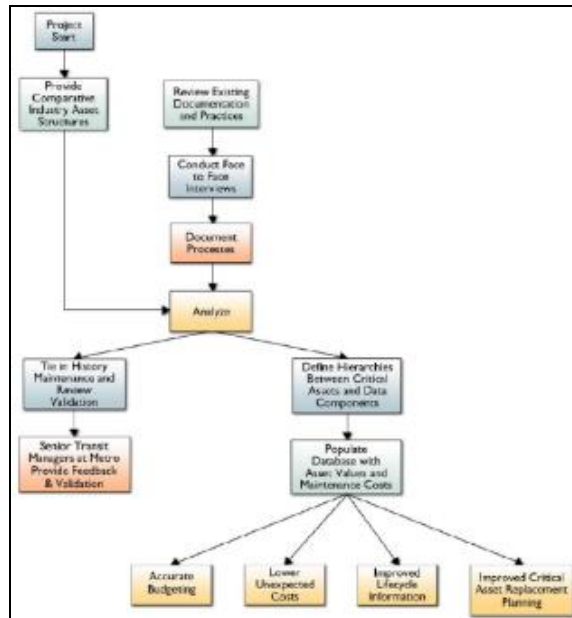 Project
Start
Provide
Comparative
Industry Asset
Structures
Review Existing
Documentation
and Practices
Conduct Face
to Face
Interviews
Document
Processes
Analyze
Tie in History
Maintenance and
Review
Validation
Define Hierarchies
Between Critical
Assets and Data
Components
Senior Transit
Managers at Metro
Provide Feedback
& Validation
Populate
Database with
Asset Values and
Maintenance Costs
Accurate
Budgeting
Lower
Unexpected
Costs
Improved
Lifecycle
Information
Improved Critical
Asset Replacement
Planning